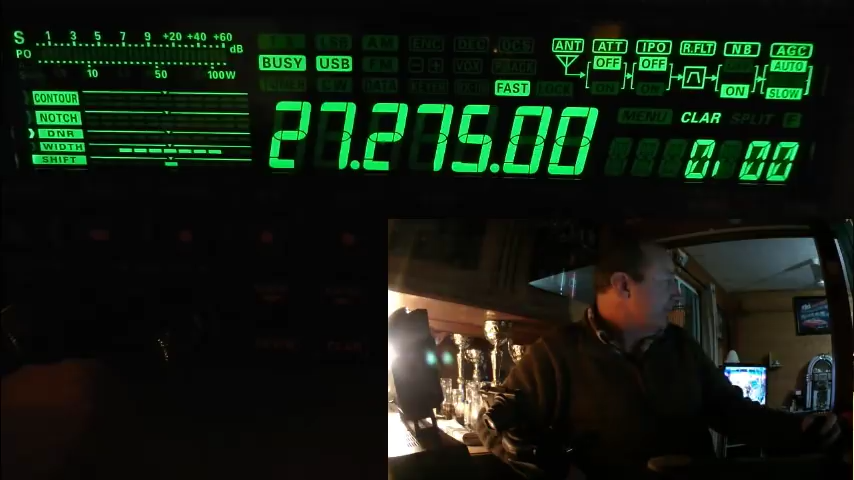 S 1 3 5 7 9 +20 +40 +60 dB
PO 10 50 100W
BUSY USB
FAST
ANT ATT IPO R.FLT NB AGC
OFF OFF AUTO
ON SLOW
CONTOUR
NOTCH
DNR
WIDTH
SHIFT
27.275.00
MENU CLAR SPLIT
0.00